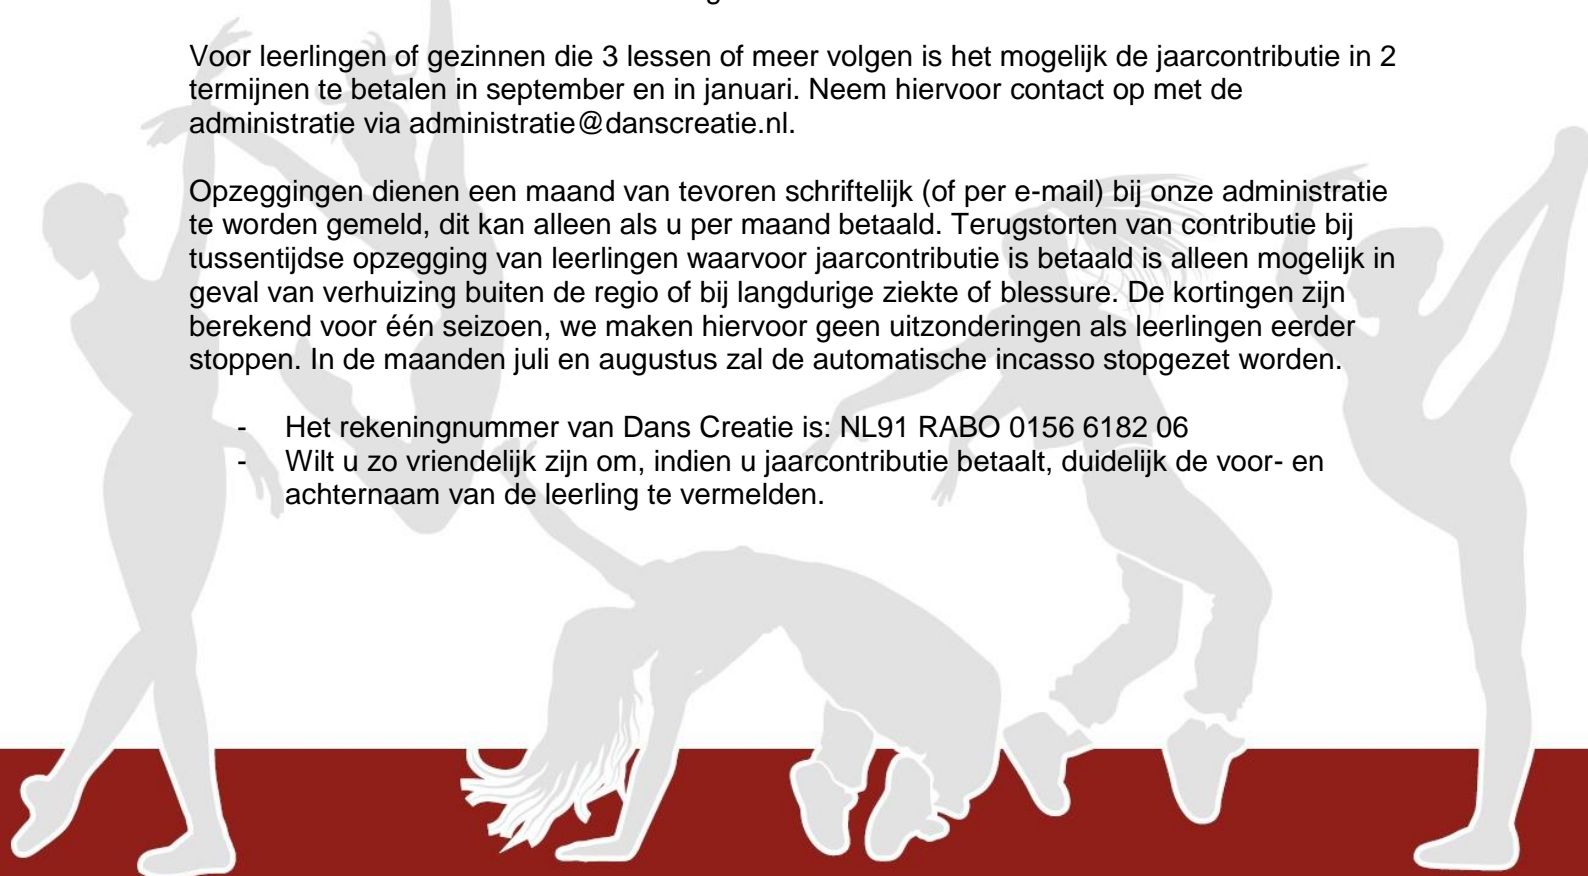 Voor leerlingen of gezinnen die 3 lessen of meer volgen is het mogelijk de jaarcontributie in 2
termijnen te betalen in september en in januari. Neem hiervoor contact op met de
administratie via administratie@danscreatie.nl.
Opzeggingen dienen een maand van tevoren schriftelijk (of per e-mail) bij onze administratie
te worden gemeld, dit kan alleen als u per maand betaald. Terugstorten van contributie bij
tussentijdse opzegging van leerlingen waarvoor jaarcontributie is betaald is alleen mogelijk in
geval van verhuizing buiten de regio of bij langdurige ziekte of blessure. De kortingen zijn
berekend voor één seizoen, we maken hiervoor geen uitzonderingen als leerlingen eerder
stoppen. In de maanden juli en augustus zal de automatische incasso stopgezet worden.
- Het rekeningnummer van Dans Creatie is: NL91 RABO 0156 6182 06
- Wilt u zo vriendelijk zijn om, indien u jaarcontributie betaalt, duidelijk de voor- en
achternaam van de leerling te vermelden.